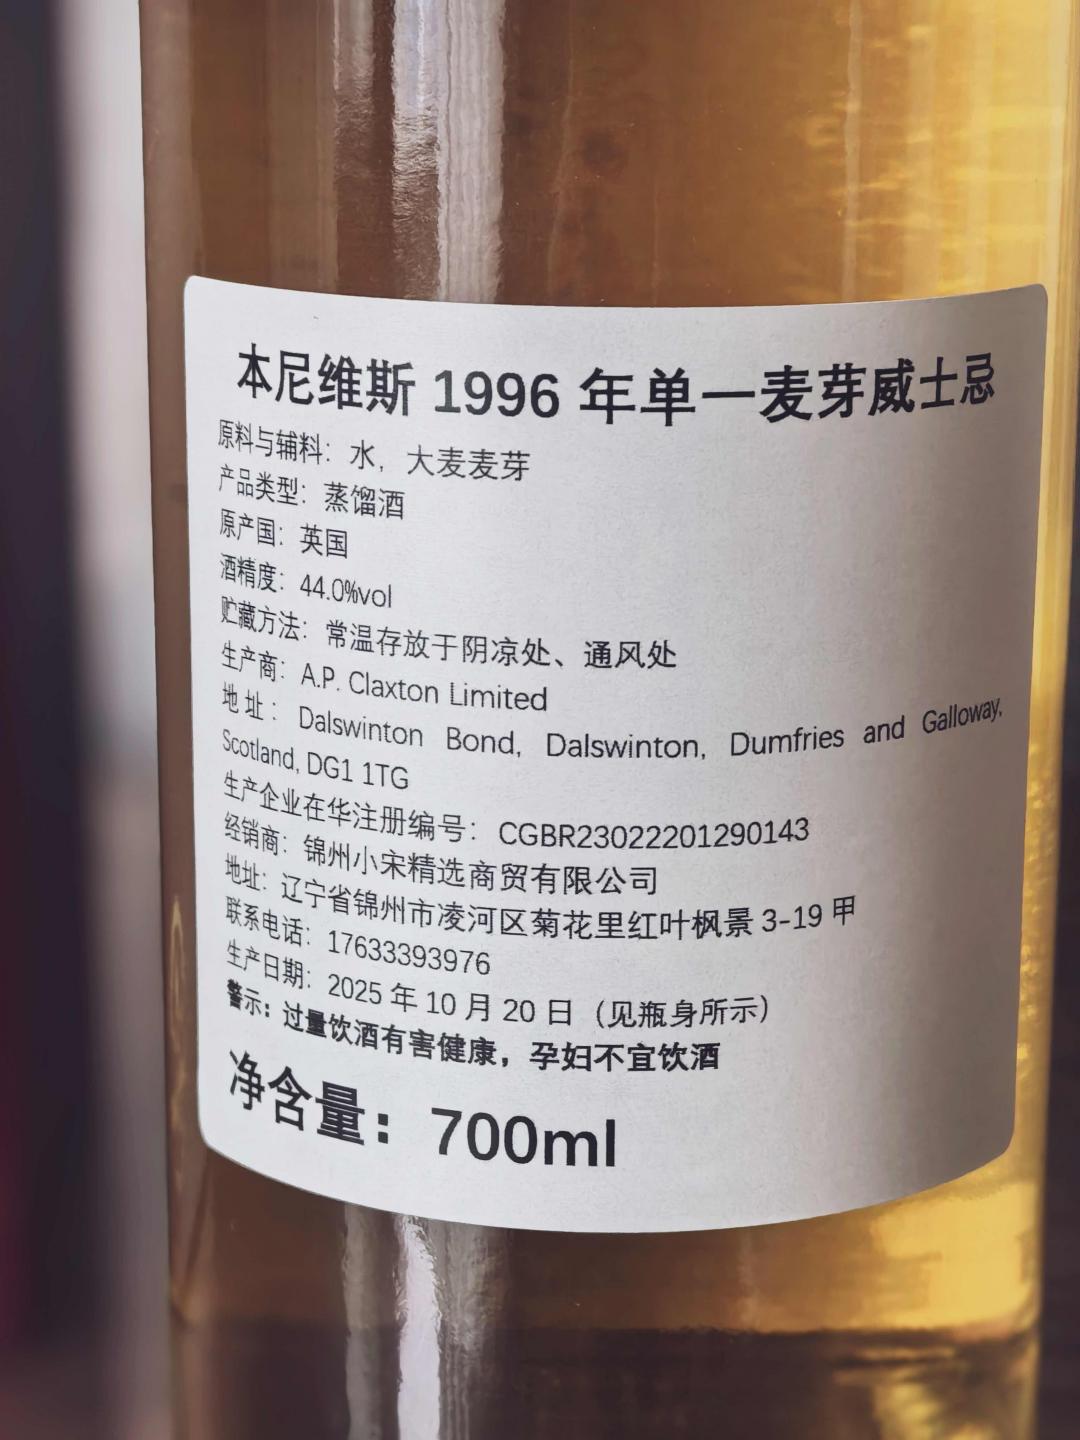 本尼维斯 1996 年单一麦芽威士忌
原料与辅料：水，大麦麦芽
产品类型：蒸馏酒
原产国：英国
酒精度：44.0%vol
贮藏方法：常温存放于阴凉处、通风处
生产商：A.P. Claxton Limited
地址：Dalswinton Bond, Dalswinton, Dumfries and Galloway,
Scotland, DG1 1TG
生产企业在华注册编号：CGBR23022201290143
经销商：锦州小宋精选商贸有限公司
地址：辽宁省锦州市凌河区菊花里红叶枫景 3-19 甲
联系电话：17633393976
生产日期：2025 年 10 月 20 日（见瓶身所示）
警示：过量饮酒有害健康，孕妇不宜饮酒
净含量：700ml